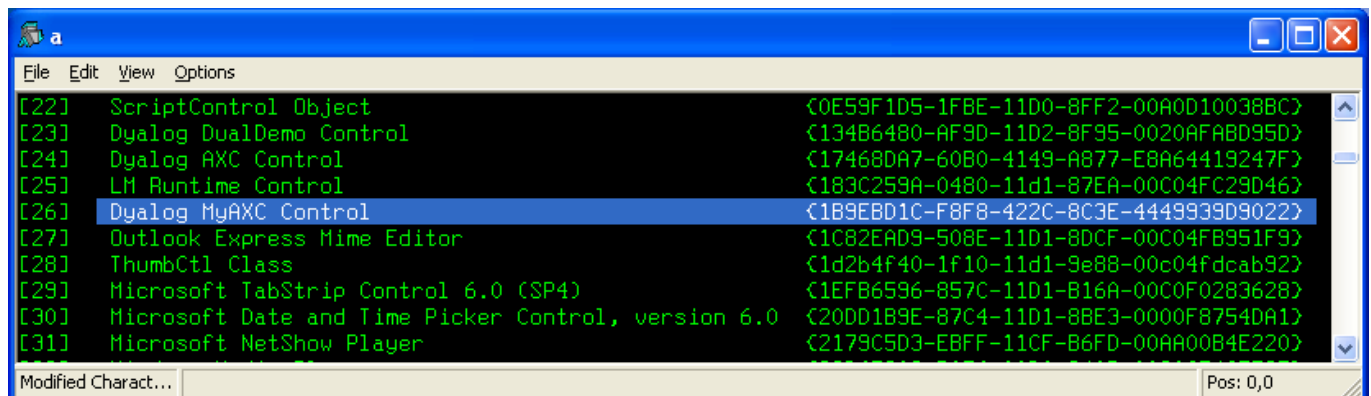 a
File Edit View Options
[22] ScriptControl Object {0E59F1D5-1FBE-11D0-8FF2-00A0D10038BC}
[23] Dyalog DualDemo Control {134B6480-AF9D-11D2-8F95-0020AFABD95D}
[24] Dyalog AXC Control {17468DA7-60B0-4149-A877-E8A64419247F}
[25] LM Runtime Control {183C259A-0480-11d1-87EA-00C04FC29D46}
[26] Dyalog MyAXC Control {1B9EBD1C-F8F8-422C-8C3E-4449939D9022}
[27] Outlook Express Mime Editor {1C82EAD9-508E-11D1-8DCF-00C04FB951F9}
[28] ThumbCtl Class {1d2b4f40-1f10-11d1-9e88-00c04fdcab92}
[29] Microsoft TabStrip Control 6.0 (SP4) {1EFB6596-857C-11D1-B16A-00C0F0283628}
[30] Microsoft Date and Time Picker Control, version 6.0 {20DD1B9E-87C4-11D1-8BE3-0000F8754DA1}
[31] Microsoft NetShow Player {2179C5D3-EBFF-11CF-B6FD-00AA00B4E220}
Modified Charact... Pos: 0,0